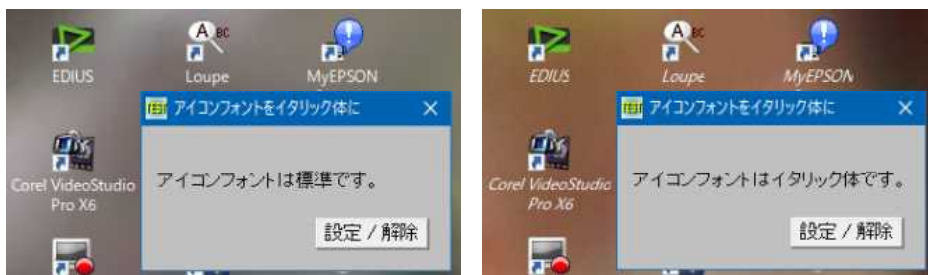 EDIUS
Loupe
MyEPSON
アイコンフォントをイタリック体に
アイコンフォントは標準です。
設定 / 解除
Corel VideoStudio
Pro X6
EDIUS
Loupe
MyEPSON
アイコンフォントをイタリック体に
アイコンフォントはイタリック体です。
設定 / 解除
Corel VideoStudio
Pro X6